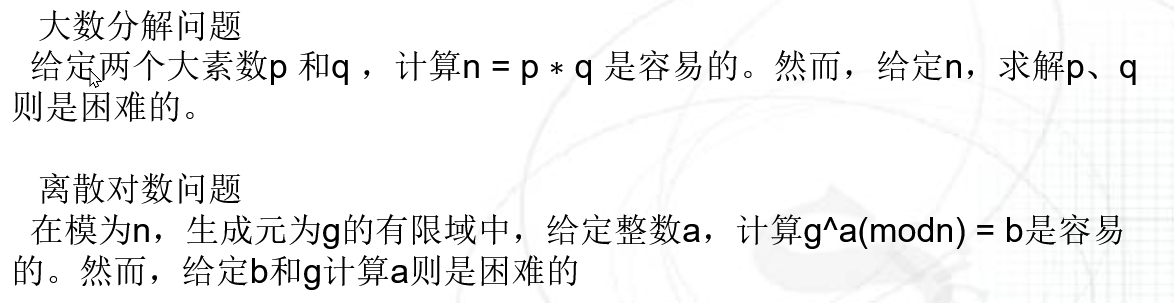 大数分解问题
给定两个大素数p 和q ，计算n = p * q 是容易的。然而，给定n，求解p、q
则是困难的。
离散对数问题
在模为n，生成元为g的有限域中，给定整数a，计算g^a(modn) = b是容易
的。然而，给定b和g计算a则是困难的